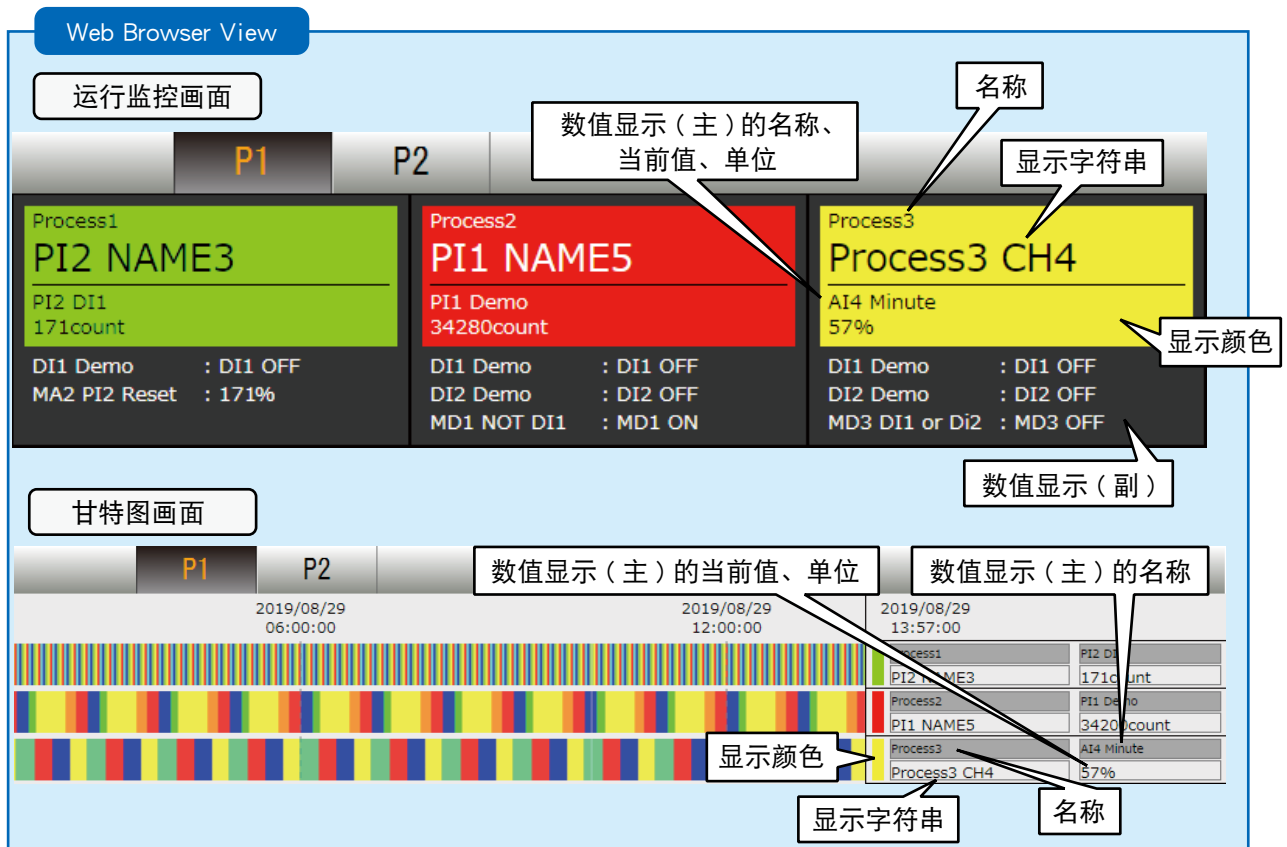 Web Browser View
运行监控画面
名称
数值显示（主）的名称、
当前值、单位
显示字符串
P1
P2
Process1
PI2 NAME3
PI2 DI1
171count
DI1 Demo : DI1 OFF
MA2 PI2 Reset : 171%
Process2
PI1 NAME5
PI1 Demo
34280count
DI1 Demo : DI1 OFF
DI2 Demo : DI2 OFF
MD1 NOT DI1 : MD1 ON
Process3
Process3 CH4
AI4 Minute
57%
DI1 Demo : DI1 OFF
DI2 Demo : DI2 OFF
MD3 DI1 or Di2 : MD3 OFF
显示颜色
数值显示（副）
甘特图画面
P1
P2
数值显示（主）的当前值、单位
数值显示（主）的名称
2019/08/29
06:00:00
2019/08/29
12:00:00
2019/08/29
13:57:00
Process1
PI2 NAME3
171count
Process2
PI1 Demo
PI1 NAME5
Process3
AI4 Minute
Process3 CH4
57%
显示颜色
显示字符串
名称